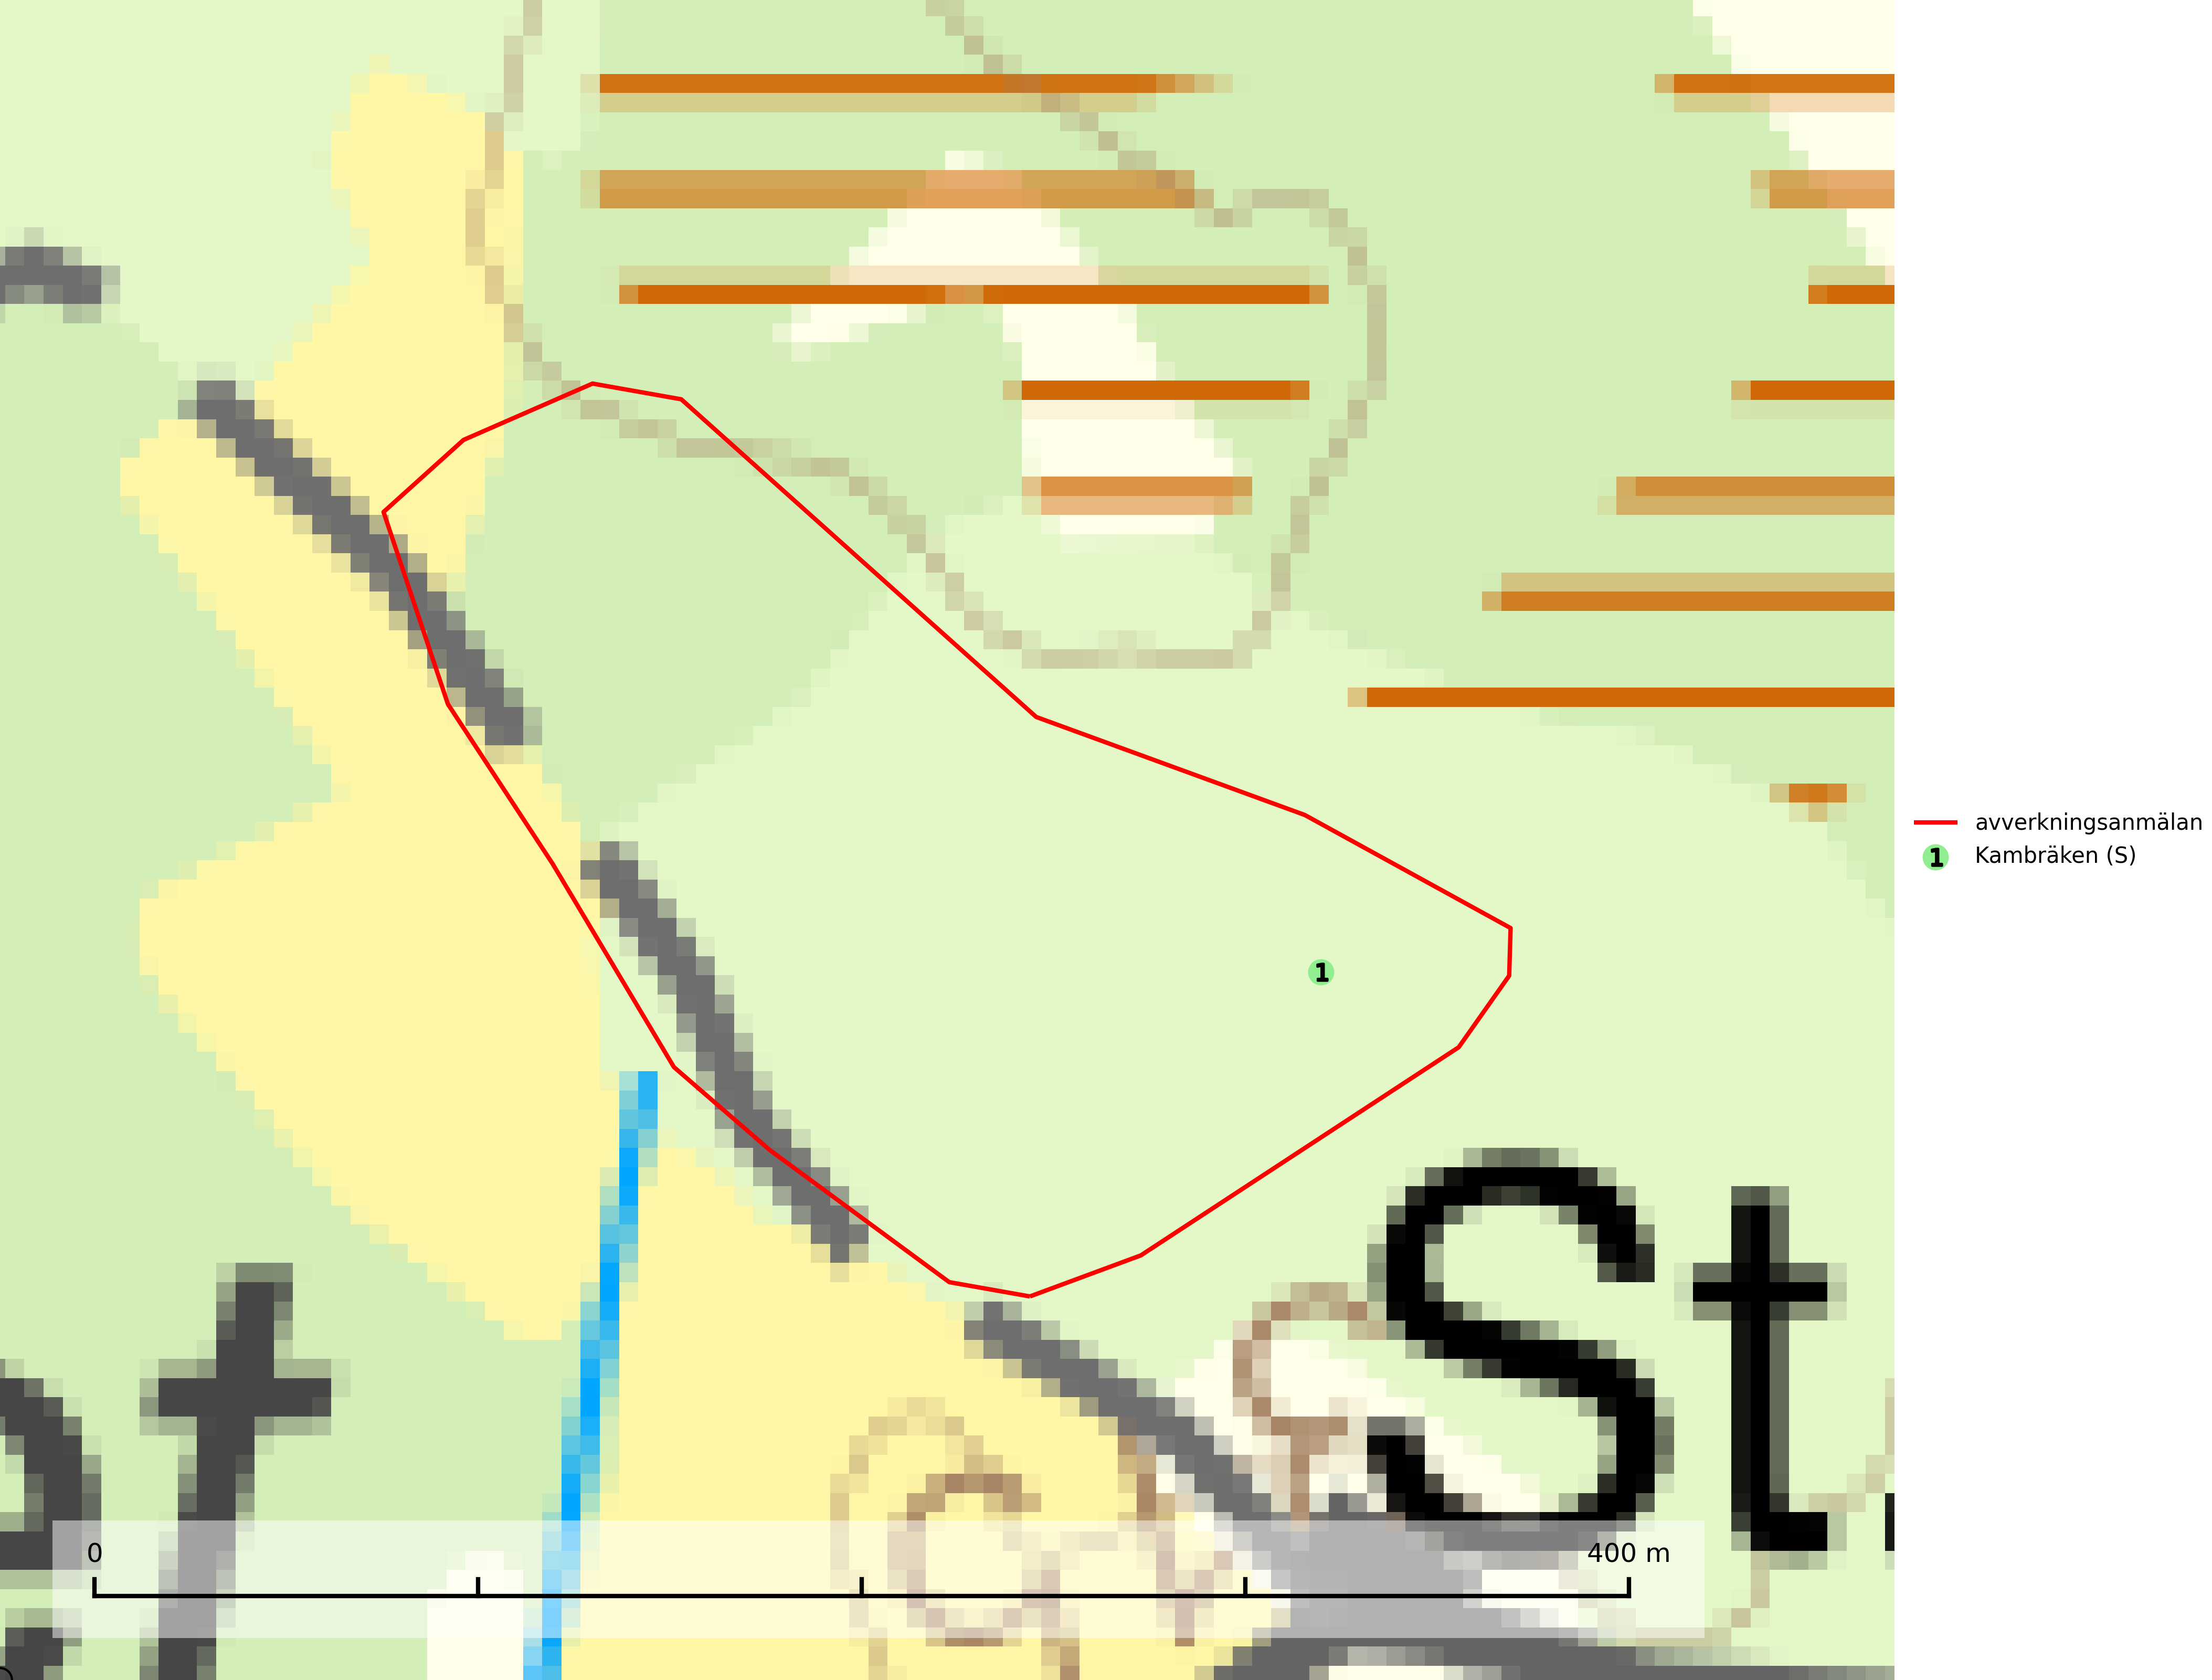 avverkningsanmälan
1 Kambräken (S)
1
St
t
0 400 m